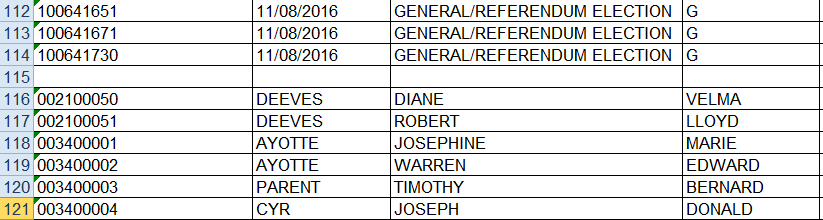 112 100641651 11/08/2016 GENERAL/REFERENDUM ELECTION G
113 100641671 11/08/2016 GENERAL/REFERENDUM ELECTION G
114 100641730 11/08/2016 GENERAL/REFERENDUM ELECTION G
115
116 002100050 DEEVES DIANE VELMA
117 002100051 DEEVES ROBERT LLOYD
118 003400001 AYOTTE JOSEPHINE MARIE
119 003400002 AYOTTE WARREN EDWARD
120 003400003 PARENT TIMOTHY BERNARD
121 003400004 CYR JOSEPH DONALD